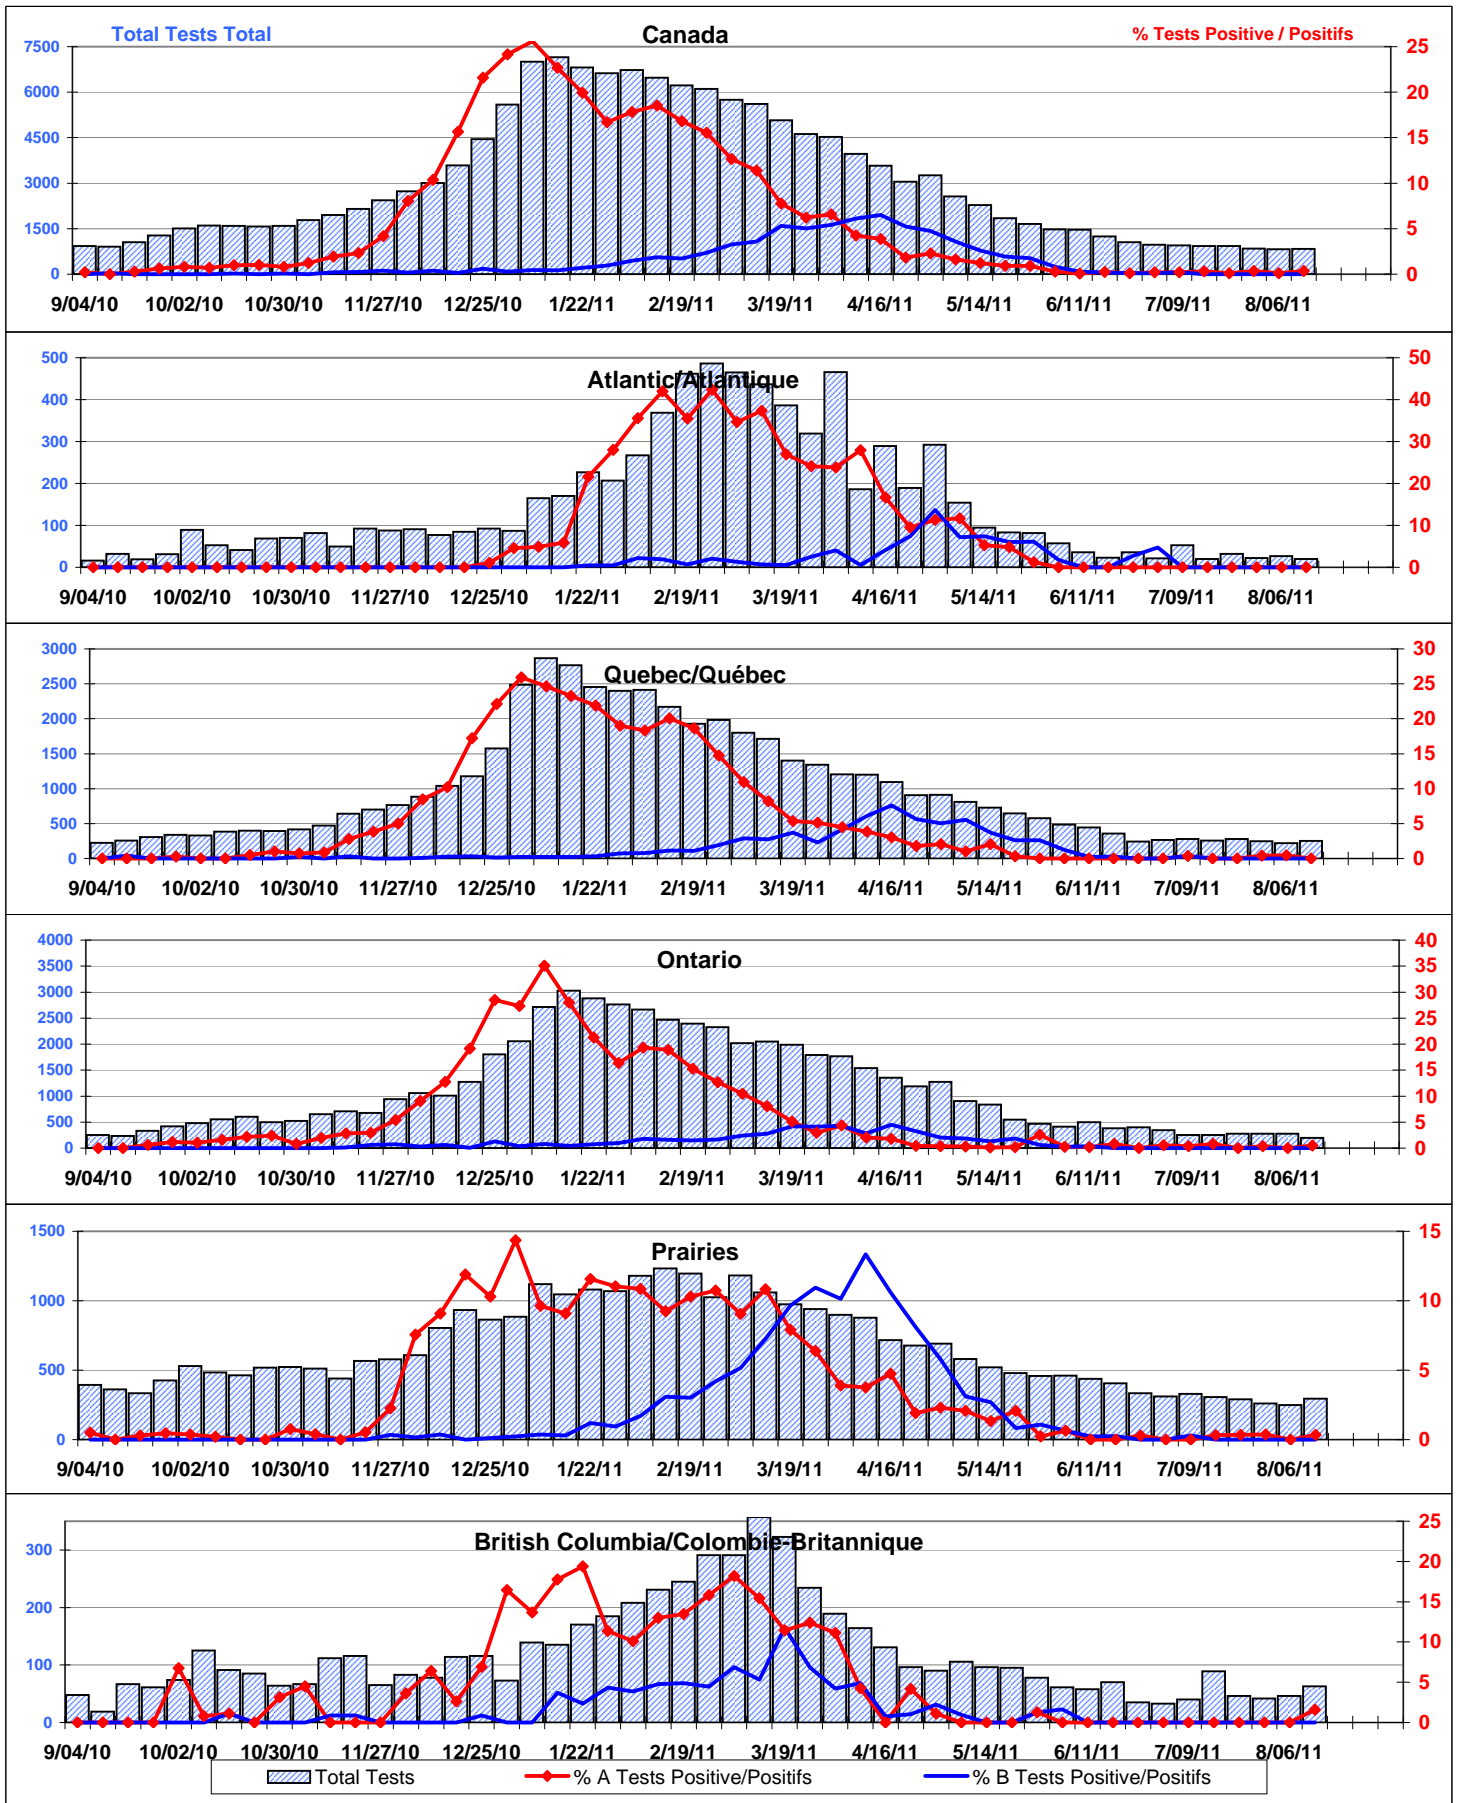 Total Tests Total Canada % Tests Positive / Positifs
7500 25
6000 20
4500 15
3000 10
1500 5
0 0
9/04/10 10/02/10 10/30/10 11/27/10 12/25/10 1/22/11 2/19/11 3/19/11 4/16/11 5/14/11 6/11/11 7/09/11 8/06/11
Atlantic/Atlantique
500 50
400 40
300 30
200 20
100 10
0 0
9/04/10 10/02/10 10/30/10 11/27/10 12/25/10 1/22/11 2/19/11 3/19/11 4/16/11 5/14/11 6/11/11 7/09/11 8/06/11
Quebec/Québec
3000 30
2500 25
2000 20
1500 15
1000 10
500 5
0 0
9/04/10 10/02/10 10/30/10 11/27/10 12/25/10 1/22/11 2/19/11 3/19/11 4/16/11 5/14/11 6/11/11 7/09/11 8/06/11
Ontario
4000 40
3500 35
3000 30
2500 25
2000 20
1500 15
1000 10
500 5
0 0
9/04/10 10/02/10 10/30/10 11/27/10 12/25/10 1/22/11 2/19/11 3/19/11 4/16/11 5/14/11 6/11/11 7/09/11 8/06/11
Prairies
1500 15
1000 10
500 5
0 0
9/04/10 10/02/10 10/30/10 11/27/10 12/25/10 1/22/11 2/19/11 3/19/11 4/16/11 5/14/11 6/11/11 7/09/11 8/06/11
British Columbia/Colombie-Britannique
25
300 20
200 15
10
100 5
0 0
9/04/10 10/02/10 10/30/10 11/27/10 12/25/10 1/22/11 2/19/11 3/19/11 4/16/11 5/14/11 6/11/11 7/09/11 8/06/11
Total Tests % A Tests Positive/Positifs % B Tests Positive/Positifs